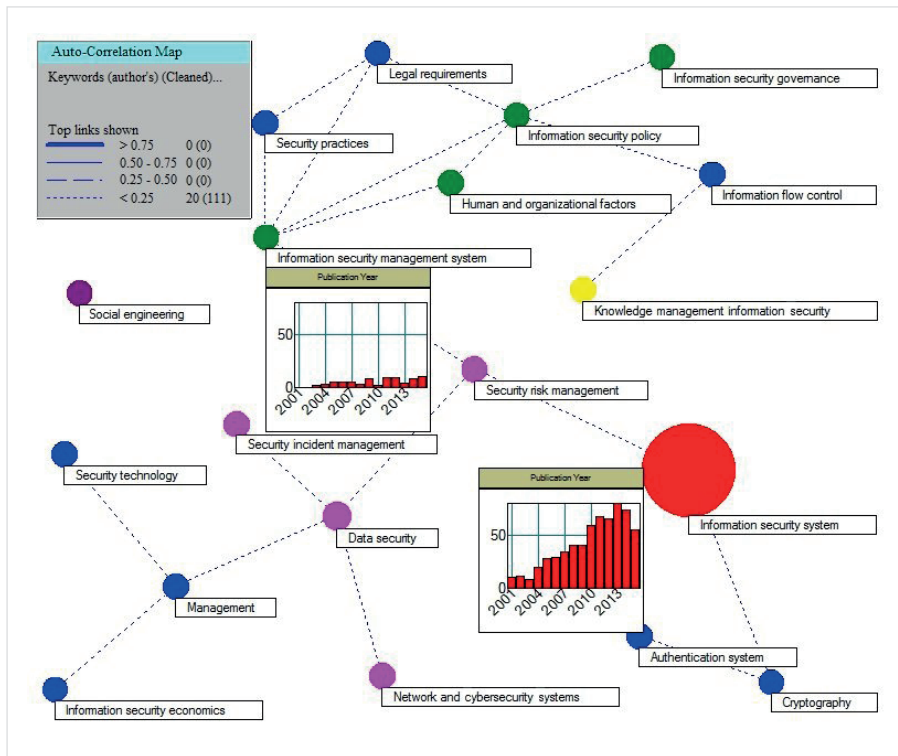 Auto-Correlation Map
Keywords (author's) (Cleaned)...
Top links shown
> 0.75 0 (0)
0.50 - 0.75 0 (0)
0.25 - 0.50 0 (0)
< 0.25 20 (111)
Legal requirements
Information security governance
Security practices
Information security policy
Information flow control
Human and organizational factors
Information security management system
Publication Year
50
0
2001 2004 2007 2010 2013
Social engineering
Knowledge management information security
Security risk management
Security incident management
Security technology
Publication Year
50
0
2001 2004 2007 2010 2013
Information security system
Data security
Management
Authentication system
Network and cybersecurity systems
Cryptography
Information security economics